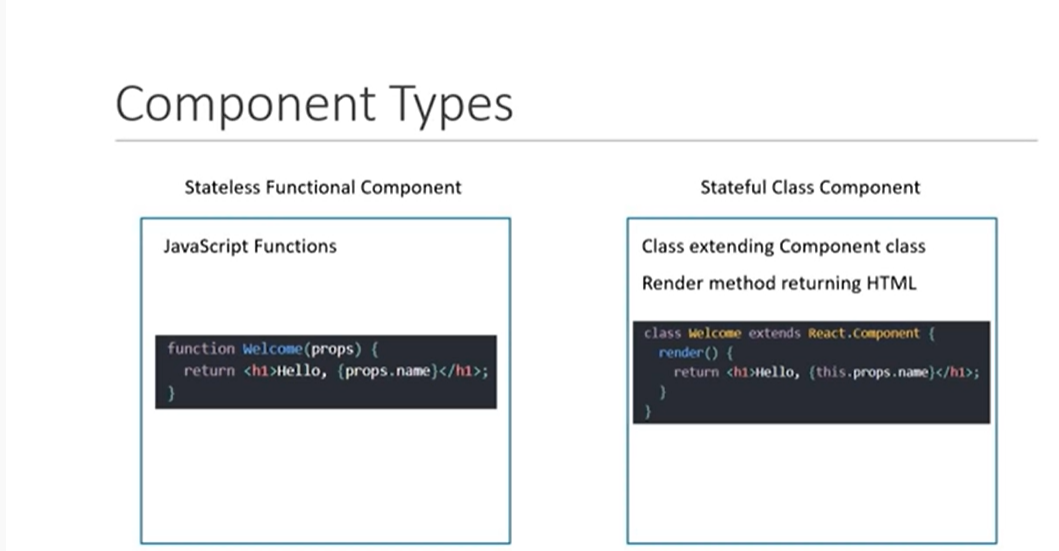 Component Types
Stateless Functional Component
JavaScript Functions
function Welcome(props) {
return <h1>Hello, {props.name}</h1>;
}
Stateful Class Component
Class extending Component class
Render method returning HTML
class Welcome extends React.Component {
render() {
return <h1>Hello, {this.props.name}</h1>;
}
}